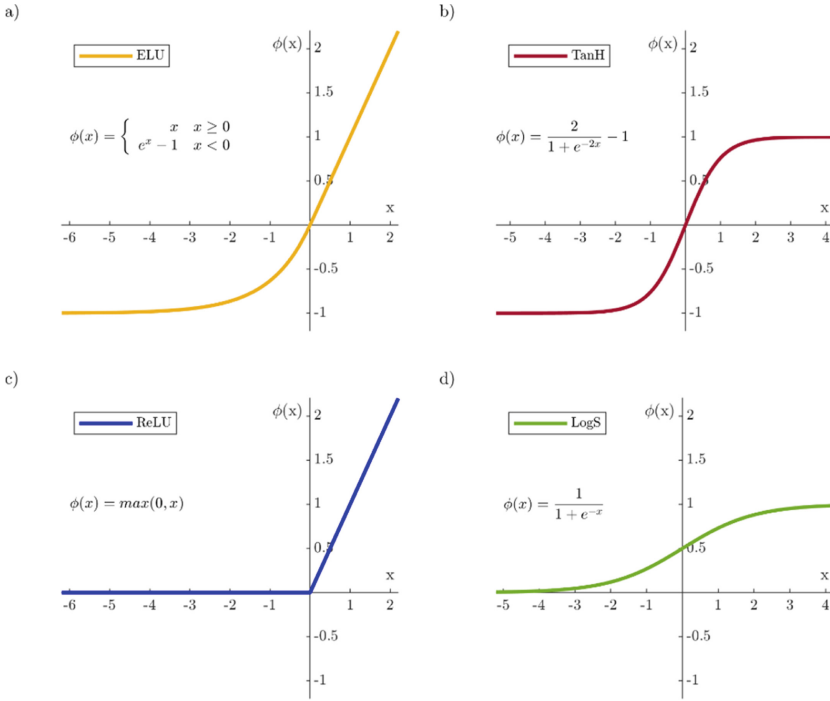 a)
ELU
ϕ(x)
2
1.5
1
0.5
-0.5
-1
x
-6 -5 -4 -3 -2 -1 1 2
ϕ(x) = { x x ≥ 0
e^x − 1 x < 0
b)
TanH
ϕ(x)
2
1.5
1
0.5
-0.5
-1
x
-5 -4 -3 -2 -1 1 2 3 4
ϕ(x) = 2 / (1 + e^{−2x}) − 1
c)
ReLU
ϕ(x)
2
1.5
1
0.5
-0.5
-1
x
-6 -5 -4 -3 -2 -1 1 2
ϕ(x) = max(0, x)
d)
LogS
ϕ(x)
2
1.5
1
0.5
-0.5
-1
x
-5 -4 -3 -2 -1 1 2 3 4
ϕ(x) = 1 / (1 + e^{−x})